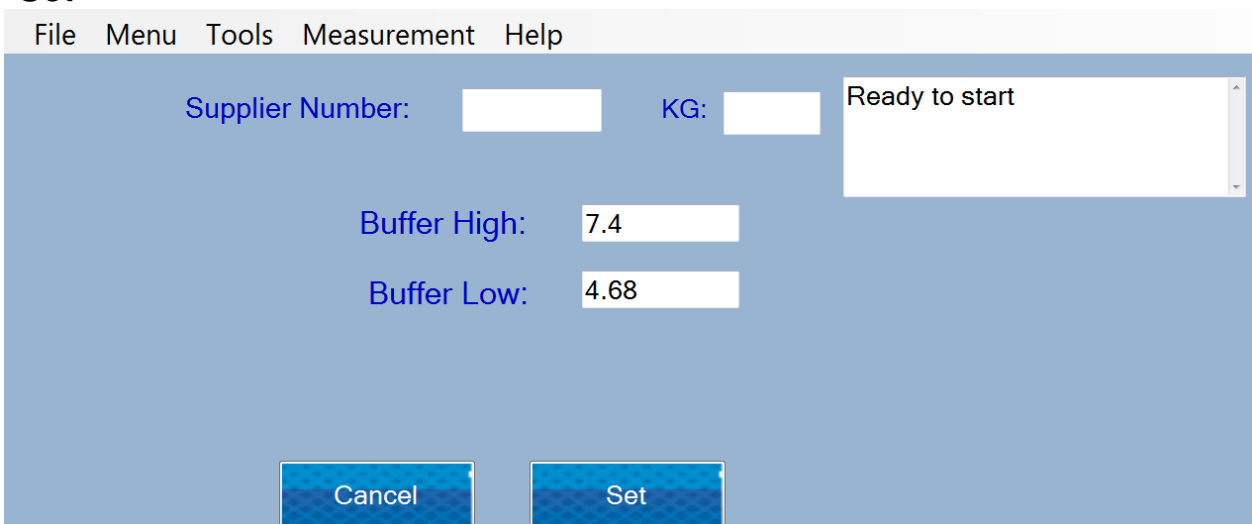 File Menu Tools Measurement Help
Supplier Number: KG: Ready to start
Buffer High: 7.4
Buffer Low: 4.68
Cancel Set